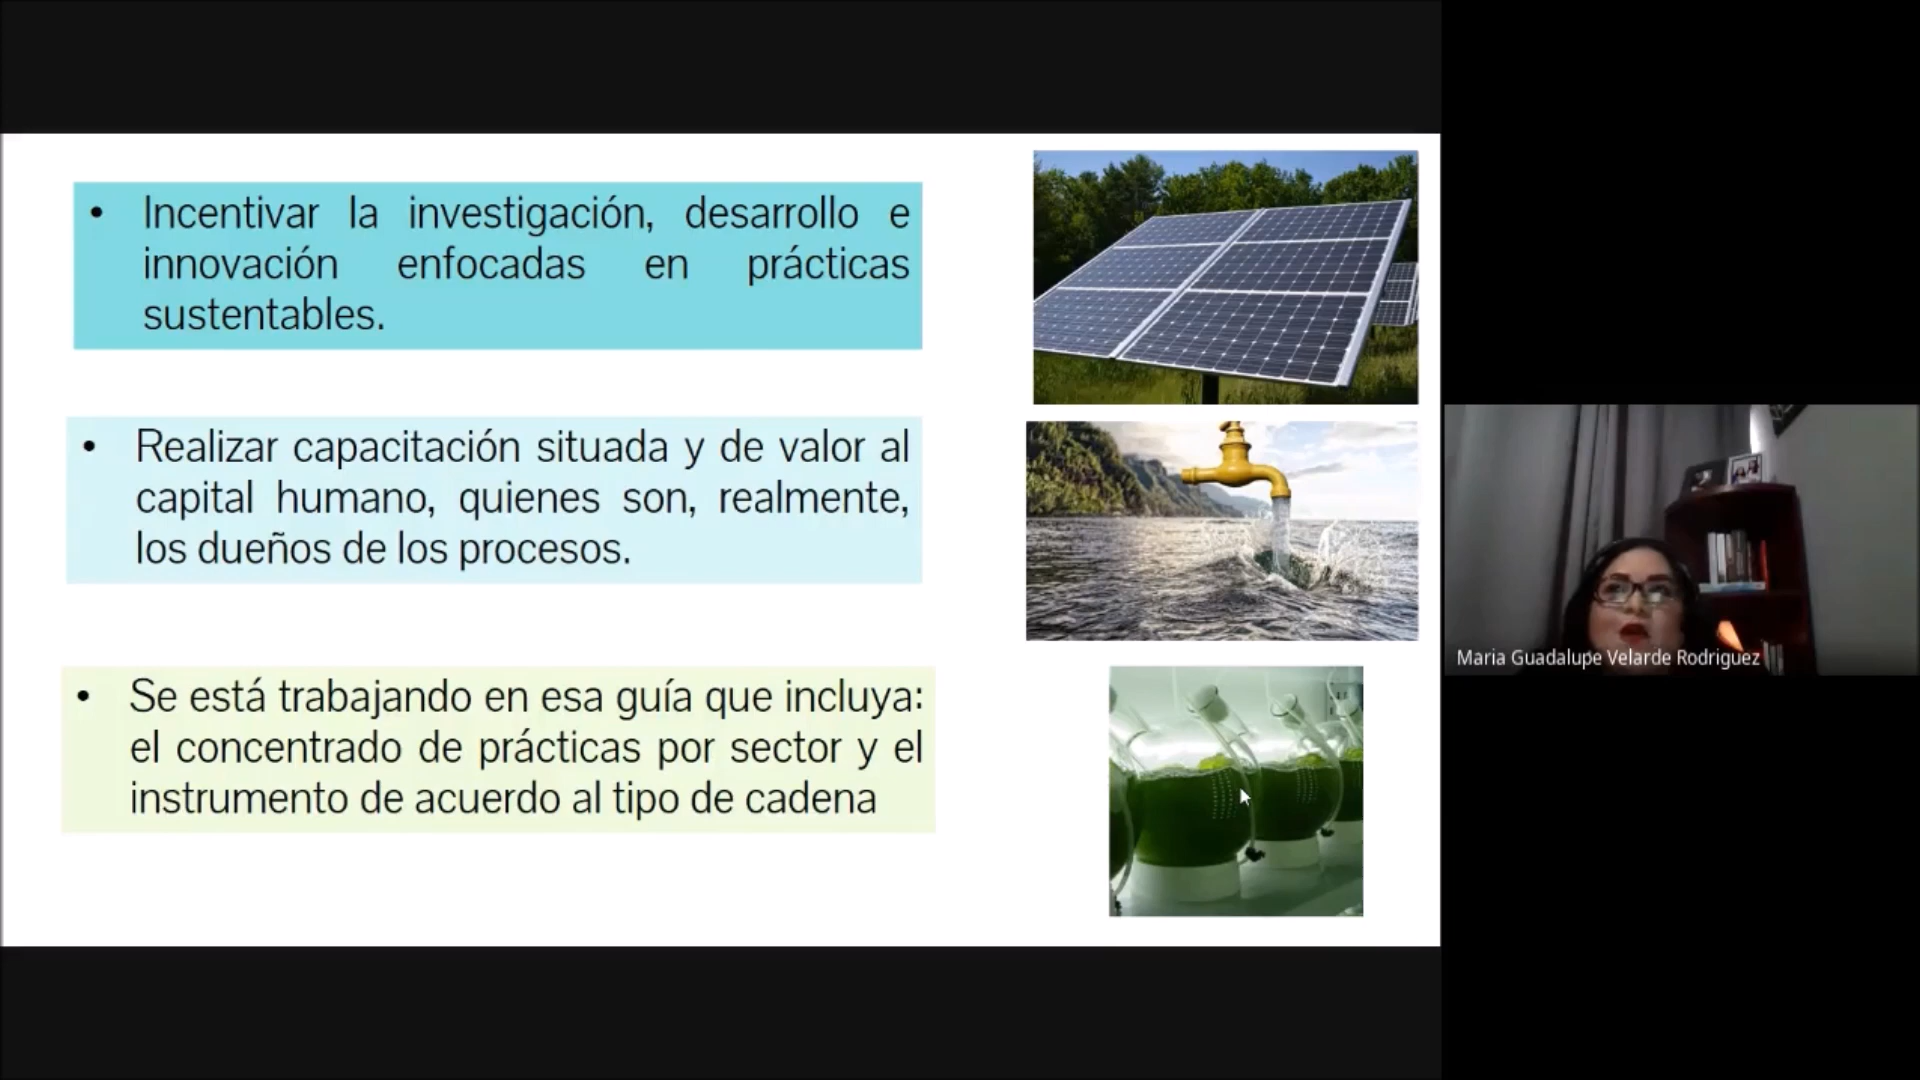 • Incentivar la investigación, desarrollo e
innovación enfocadas en prácticas
sustentables.
• Realizar capacitación situada y de valor al
capital humano, quienes son, realmente,
los dueños de los procesos.
• Se está trabajando en esa guía que incluya:
el concentrado de prácticas por sector y el
instrumento de acuerdo al tipo de cadena
Maria Guadalupe Velarde Rodriguez